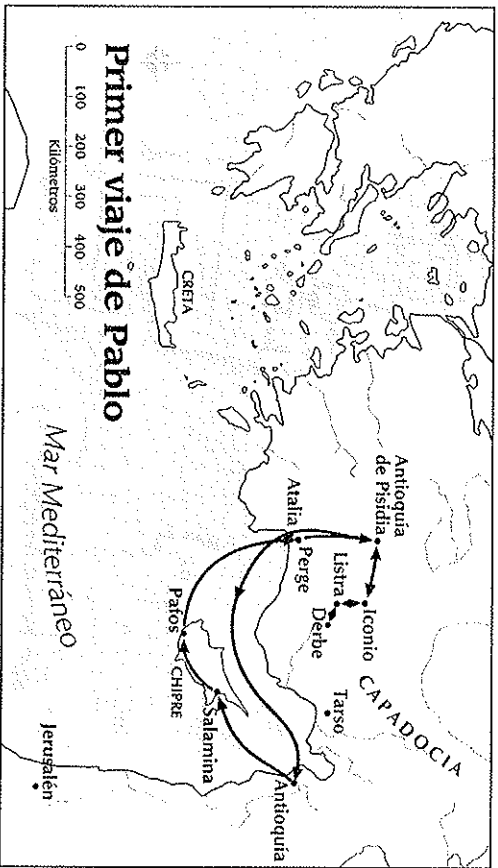 Primer viaje de Pablo
0 100 200 300 400 500
Kilómetros
CRETA
Mar Mediterráneo
Antioquía
de Pisidia
Atalia
Perge
Listra
Iconio
Derbe
CAPADOCIA
Tarso
Pafos
CHIPRE
Salamina
Antioquía
Jerusalén